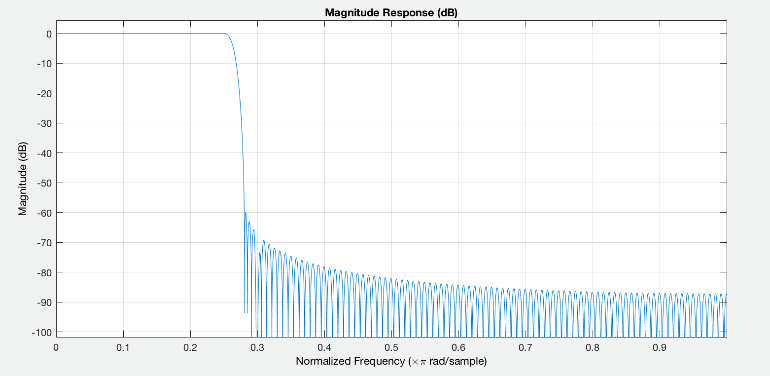 Magnitude Response (dB)
0
-10
-20
-30
-40
-50
-60
-70
-80
-90
-100
Magnitude (dB)
0 0.1 0.2 0.3 0.4 0.5 0.6 0.7 0.8 0.9
Normalized Frequency (×π rad/sample)